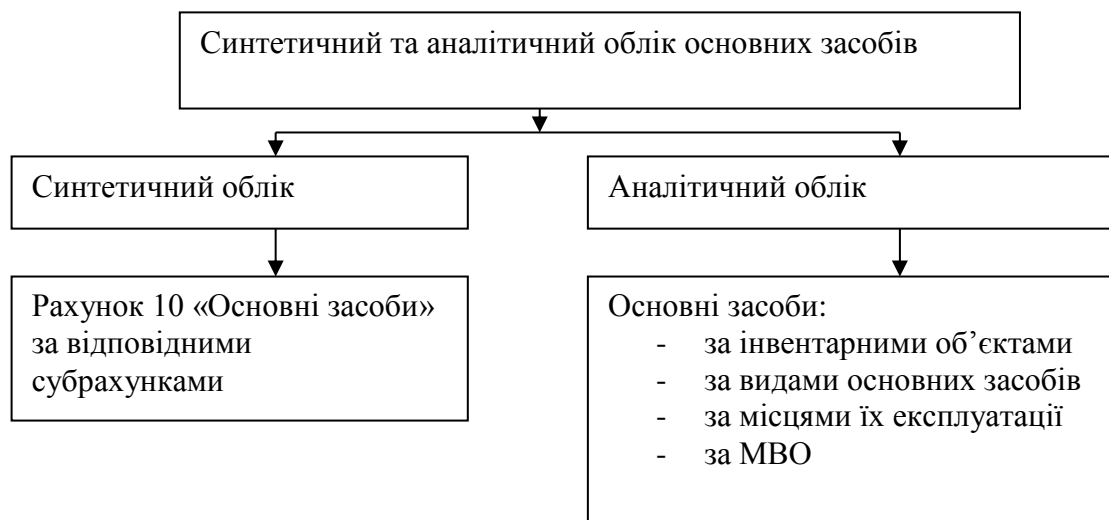 Синтетичний та аналітичний облік основних засобів
Синтетичний облік
Аналітичний облік
Рахунок 10 «Основні засоби»
за відповідними
субрахунками
Основні засоби:
- за інвентарними об’єктами
- за видами основних засобів
- за місцями їх експлуатації
- за МВО